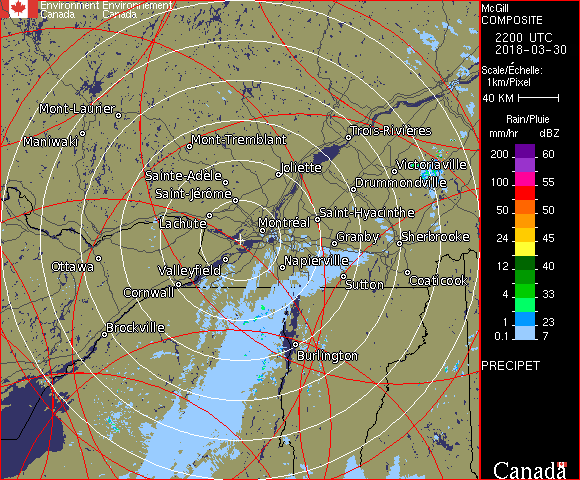 Environment Environnement
Canada Canada
McGill
COMPOSITE
2200 UTC
2018-03-30
Scale/Échelle:
1km/Pixel
40 KM
Rain/Pluie
mm/hr dBZ
200 60
100 55
50 50
24 45
12 40
4 33
1 23
0.1 7
PRECIPET
Canada
Mont-Laurier
Maniwaki
Mont-Tremblant
Trois-Rivières
Joliette
Victoriaville
Sainte-Adèle
Drummondville
Saint-Jérôme
Saint-Hyacinthe
Lachute
Montréal
Granby
Sherbrooke
Ottawa
Valleyfield
Napierville
Cornwall
Sutton
Coaticook
Brockville
Burlington